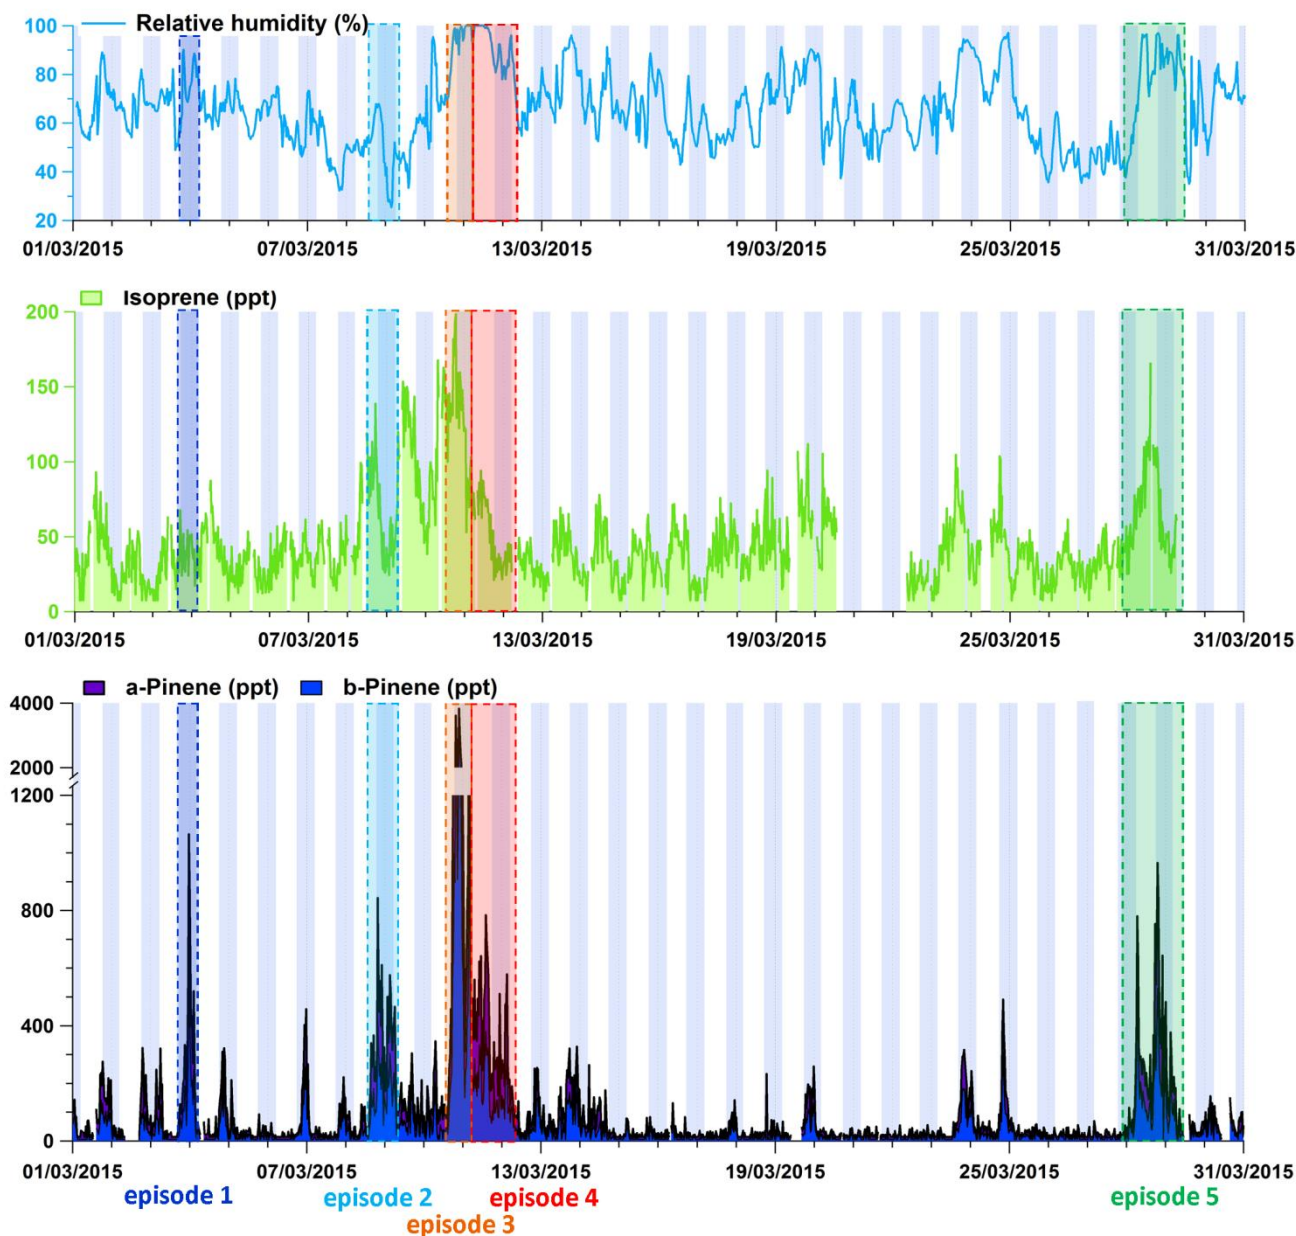 Relative humidity (%)
100
80
60
40
20
01/03/2015 07/03/2015 13/03/2015 19/03/2015 25/03/2015 31/03/2015
Isoprene (ppt)
200
150
100
50
0
01/03/2015 07/03/2015 13/03/2015 19/03/2015 25/03/2015 31/03/2015
a-Pinene (ppt) b-Pinene (ppt)
4000
2000
1200
800
400
0
01/03/2015 07/03/2015 13/03/2015 19/03/2015 25/03/2015 31/03/2015
episode 1 episode 2 episode 4 episode 5
episode 3